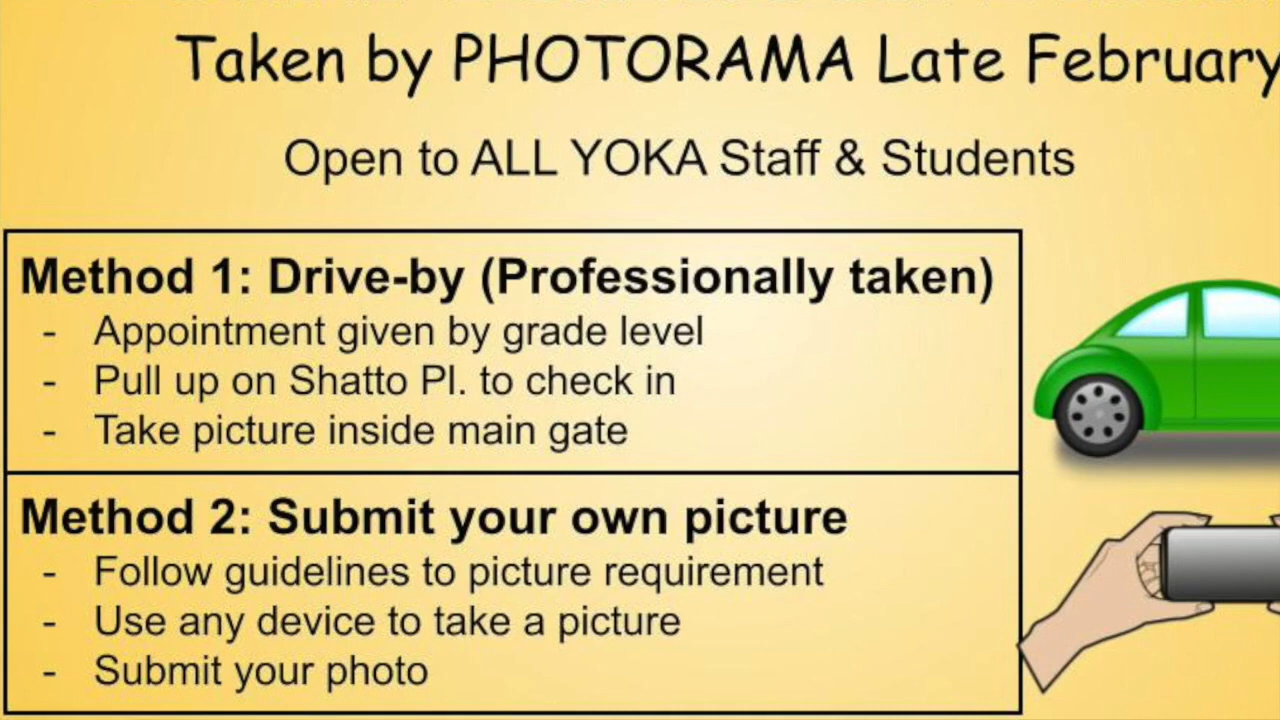 Taken by PHOTORAMA Late February
Open to ALL YOKA Staff & Students
Method 1: Drive-by (Professionally taken)
- Appointment given by grade level
- Pull up on Shatto Pl. to check in
- Take picture inside main gate
Method 2: Submit your own picture
- Follow guidelines to picture requirement
- Use any device to take a picture
- Submit your photo